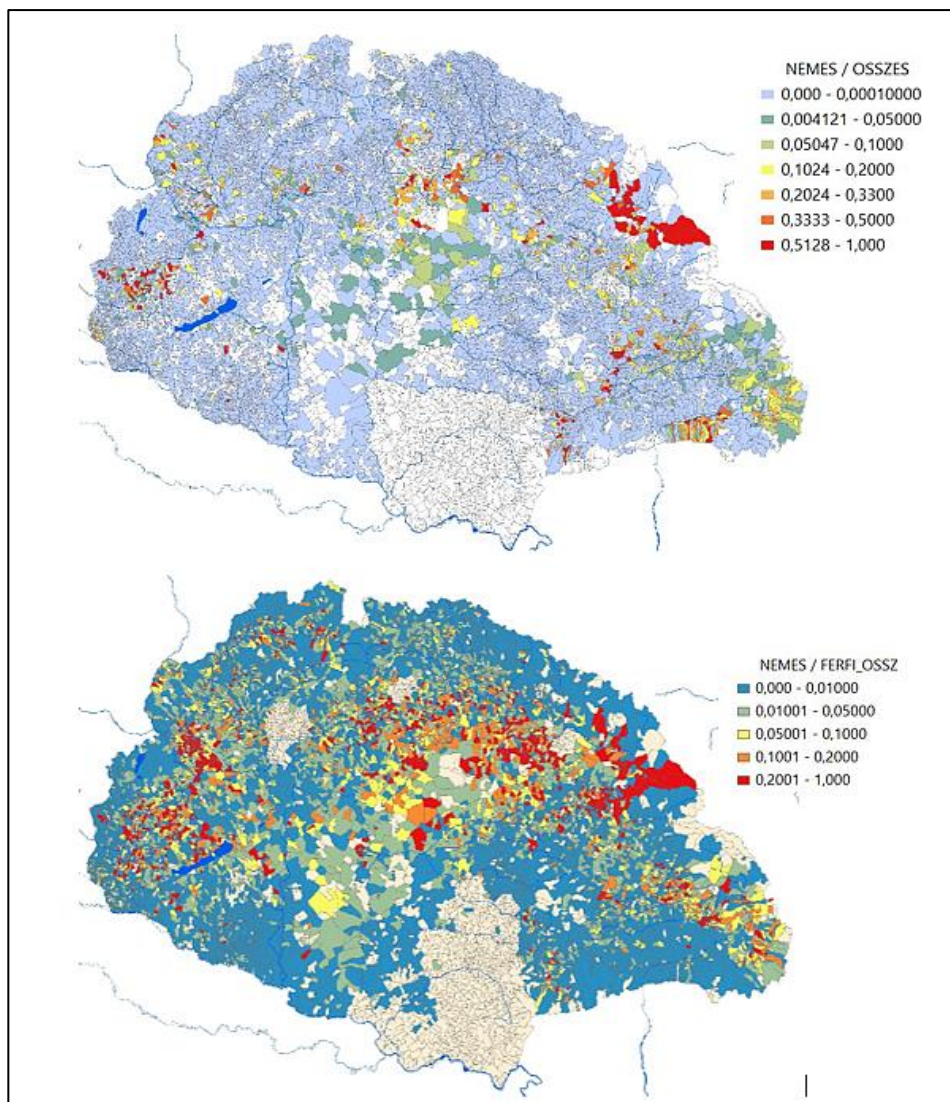 NEMES / OSSZES
0,000 - 0,00010000
0,004121 - 0,05000
0,05047 - 0,1000
0,1024 - 0,2000
0,2024 - 0,3300
0,3333 - 0,5000
0,5128 - 1,000
NEMES / FERFI_OSSZ
0,000 - 0,01000
0,01001 - 0,05000
0,05001 - 0,1000
0,1001 - 0,2000
0,2001 - 1,000